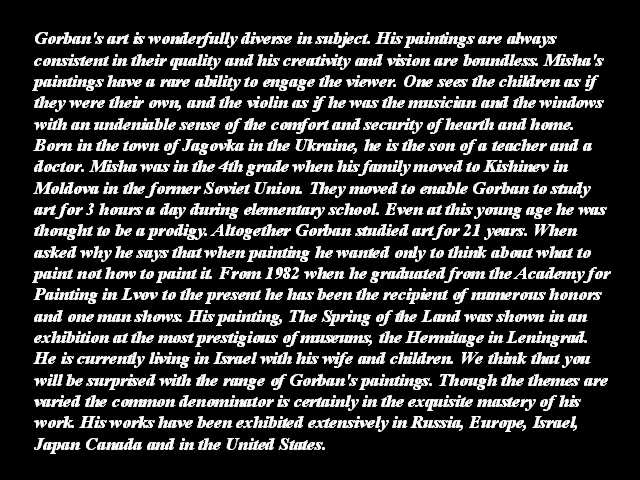 Gorban's art is wonderfully diverse in subject. His paintings are always
consistent in their quality and his creativity and vision are boundless. Misha's
paintings have a rare ability to engage the viewer. One sees the children as if
they were their own, and the violin as if he was the musician and the windows
with an undeniable sense of the comfort and security of hearth and home.
Born in the town of Jagovka in the Ukraine, he is the son of a teacher and a
doctor. Misha was in the 4th grade when his family moved to Kishinev in
Moldova in the former Soviet Union. They moved to enable Gorban to study
art for 3 hours a day during elementary school. Even at this young age he was
thought to be a prodigy. Altogether Gorban studied art for 21 years. When
asked why he says that when painting he wanted only to think about what to
paint not how to paint it. From 1982 when he graduated from the Academy for
Painting in Lvov to the present he has been the recipient of numerous honors
and one man shows. His painting, The Spring of the Land was shown in an
exhibition at the most prestigious of museums, the Hermitage in Leningrad.
He is currently living in Israel with his wife and children. We think that you
will be surprised with the range of Gorban's paintings. Though the themes are
varied the common denominator is certainly in the exquisite mastery of his
work. His works have been exhibited extensively in Russia, Europe, Israel,
Japan Canada and in the United States.